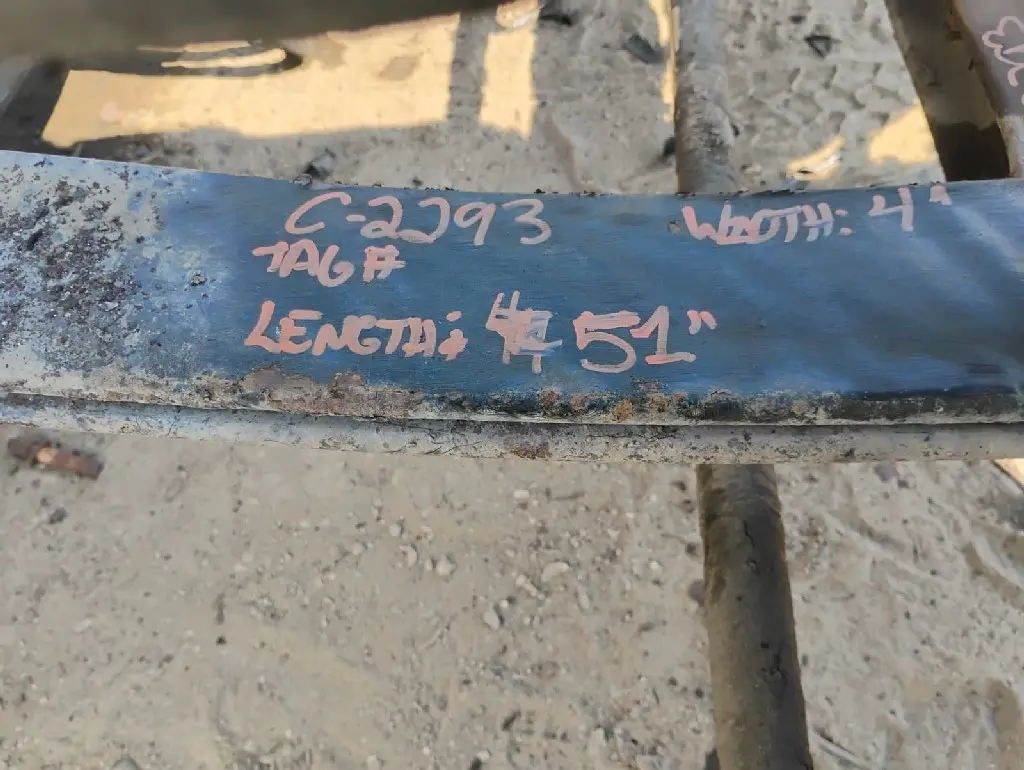 C-2293 WIDTH: 4"
TAG#
LENGTH: 51"